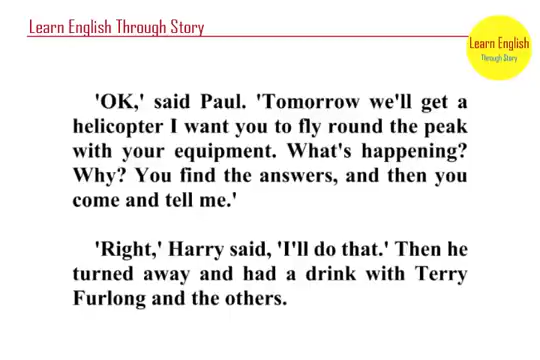 Learn English Through Story
Learn English
Through Story
'OK,' said Paul. 'Tomorrow we'll get a
helicopter I want you to fly round the peak
with your equipment. What's happening?
Why? You find the answers, and then you
come and tell me.'
'Right,' Harry said, 'I'll do that.' Then he
turned away and had a drink with Terry
Furlong and the others.